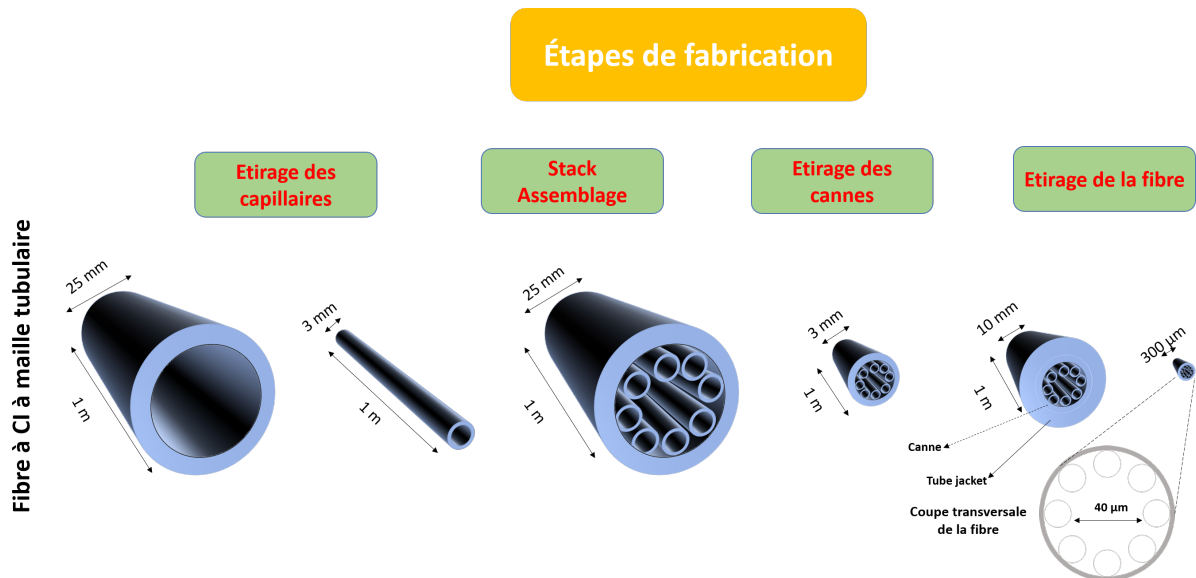 Étapes de fabrication
Etirage des
capillaires
Stack
Assemblage
Etirage des
cannes
Etirage de la fibre
Fibre à CI à maille tubulaire
25 mm
1 m
3 mm
1 m
25 mm
1 m
3 mm
1 m
10 mm
1 m
300 µm
Canne
Tube jacket
Coupe transversale
de la fibre
40 µm